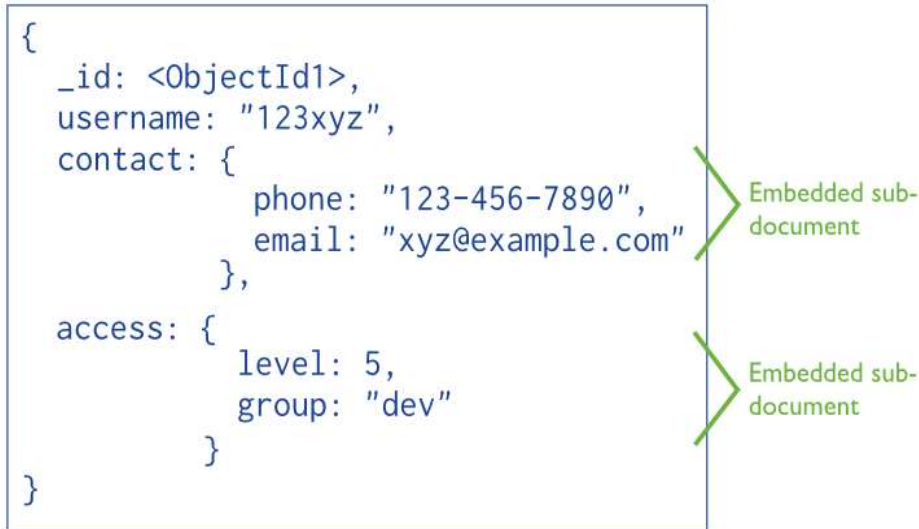 {
_id: <ObjectId1>,
username: "123xyz",
contact: {
phone: "123-456-7890",
email: "xyz@example.com"
},
access: {
level: 5,
group: "dev"
}
}
Embedded sub-
document
Embedded sub-
document